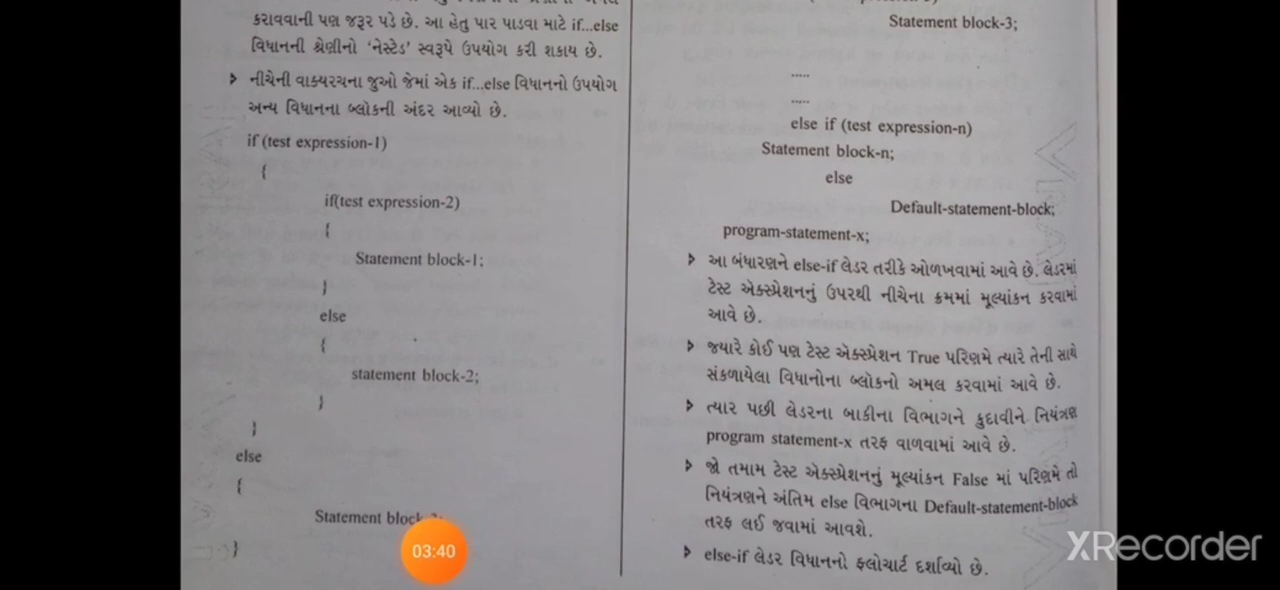 કરાવવાની પણ જરૂર પડે છે. આ હેતુ પાર પાડવા માટે if...else
વિધાનની શ્રેણીનો ‘નેસ્ટેડ’ સ્વરૂપે ઉપયોગ કરી શકાય છે.
નીચેની વાક્યરચના જુઓ જેમાં એક if...else વિધાનનો ઉપયોગ
અન્ય વિધાનના બ્લોકની અંદર આવ્યો છે.
if (test expression-1)
{
if(test expression-2)
{
Statement block-1;
}
else
{
statement block-2;
}
}
else
{
Statement block
}
Statement block-3;
.....
.....
else if (test expression-n)
Statement block-n;
else
Default-statement-block;
program-statement-x;
આ બંધારણને else-if લેડર તરીકે ઓળખવામાં આવે છે. લેડરમાં
ટેસ્ટ ઍક્સ્પ્રેશનનું ઉપરથી નીચેના ક્રમમાં મૂલ્યાંકન કરવામાં
આવે છે.
જ્યારે કોઈ પણ ટેસ્ટ ઍક્સ્પ્રેશન True પરિણમે ત્યારે તેની સાથે
સંકળાયેલા વિધાનોના બ્લૉકનો અમલ કરવામાં આવે છે.
ત્યાર પછી લેડરના બાકીના વિભાગને કુદાવીને નિયંત્રણ
program statement-x તરફ વાળવામાં આવે છે.
જો તમામ ટેસ્ટ ઍક્સ્પ્રેશનનું મૂલ્યાંકન False માં પરિણમે તો
નિયંત્રણને અંતિમ else વિભાગના Default-statement-block
તરફ લઈ જવામાં આવશે.
else-if લેડર વિધાનનો ફ્લોચાર્ટ દર્શાવ્યો છે.
03:40
XRecorder